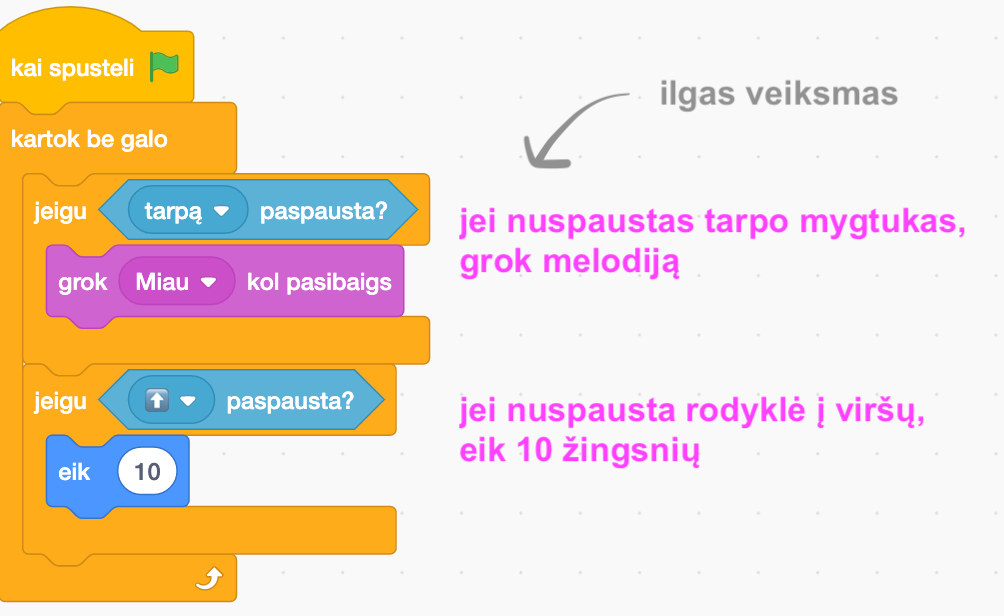 kai spusteli
kartok be galo
ilgas veiksmas
jeigu tarpą paspausta?
jei nuspaustas tarpo mygtukas,
grok melodiją
grok Miau kol pasibaigs
jeigu ⬆ paspausta?
jei nuspausta rodyklė į viršų,
eik 10 žingsnių
eik 10